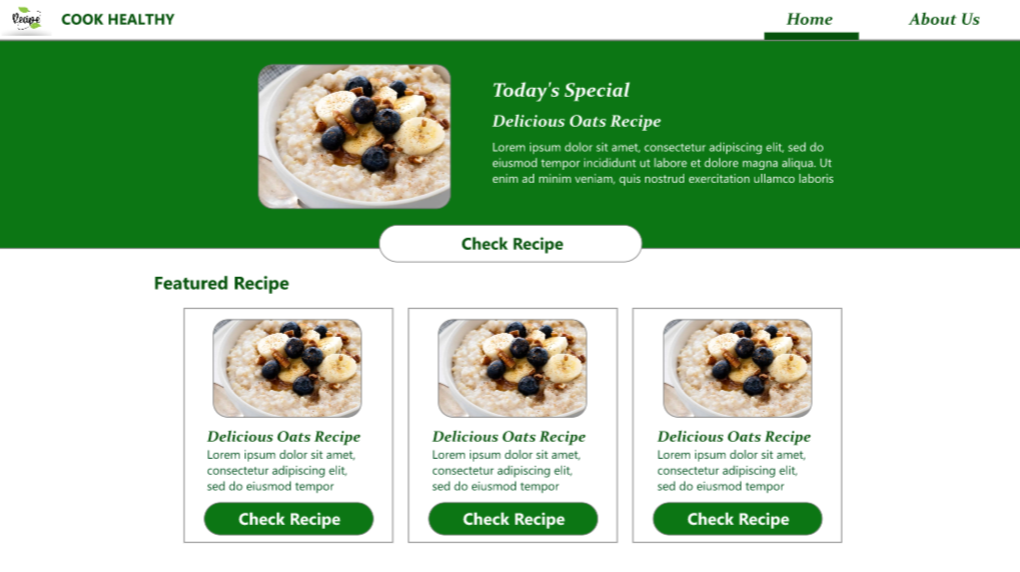 Recipe
COOK HEALTHY
Home
About Us
Today's Special
Delicious Oats Recipe
Lorem ipsum dolor sit amet, consectetur adipiscing elit, sed do
eiusmod tempor incididunt ut labore et dolore magna aliqua. Ut
enim ad minim veniam, quis nostrud exercitation ullamco laboris
Check Recipe
Featured Recipe
Delicious Oats Recipe
Lorem ipsum dolor sit amet,
consectetur adipiscing elit,
sed do eiusmod tempor
Check Recipe
Delicious Oats Recipe
Lorem ipsum dolor sit amet,
consectetur adipiscing elit,
sed do eiusmod tempor
Check Recipe
Delicious Oats Recipe
Lorem ipsum dolor sit amet,
consectetur adipiscing elit,
sed do eiusmod tempor
Check Recipe